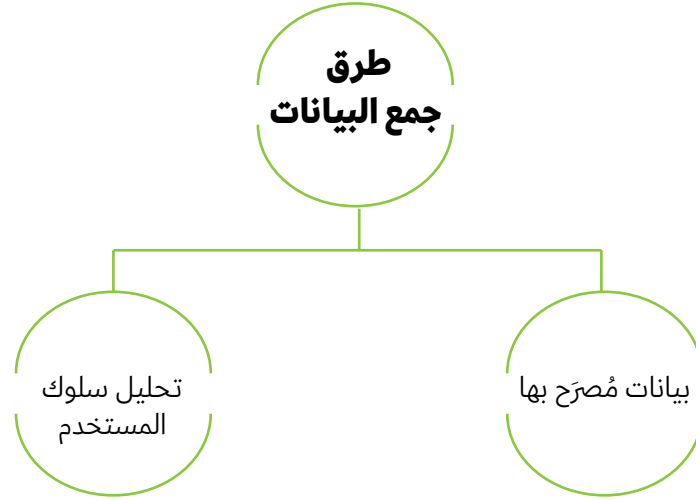 طرق
جمع البيانات
بيانات مُصرَح بها
تحليل سلوك
المستخدم